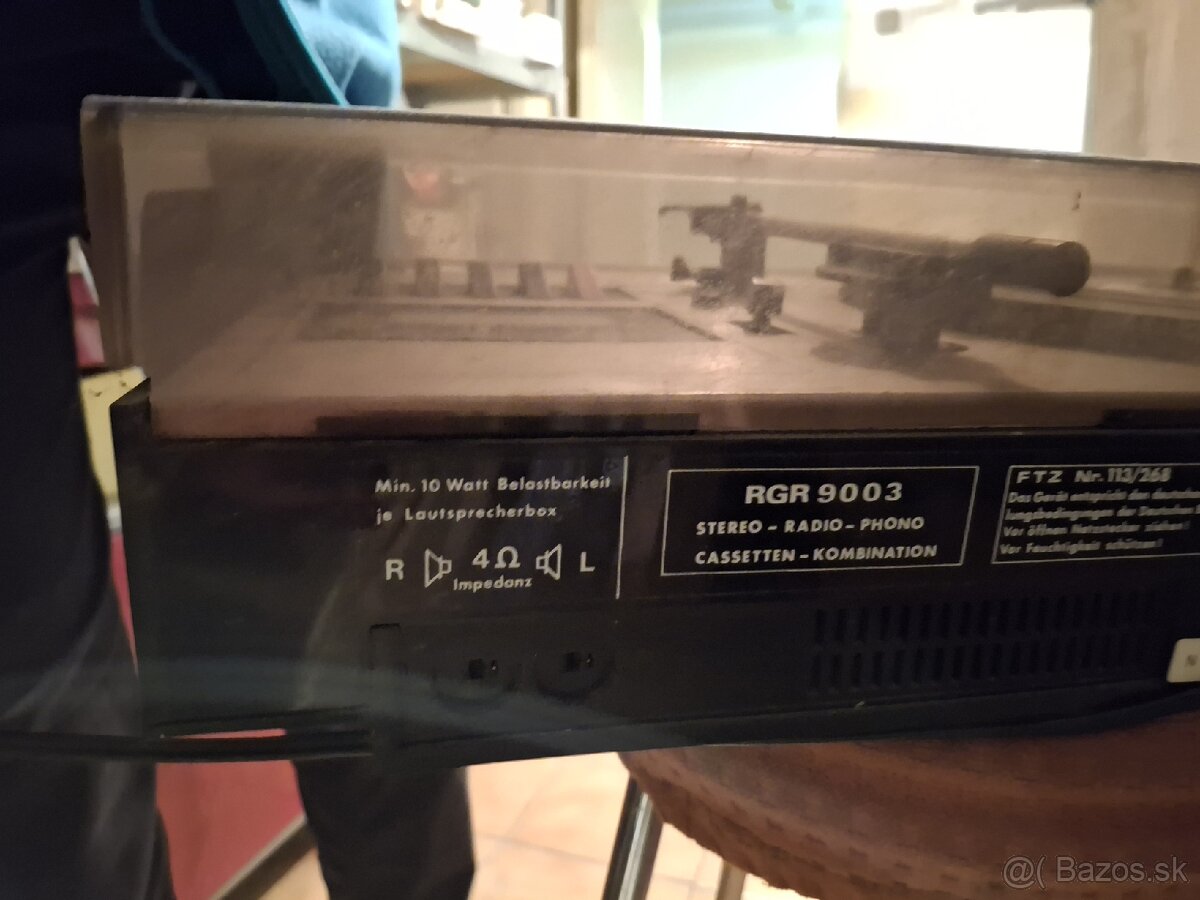 Min. 10 Watt Belastbarkeit
je Lautsprecherbox
R 4Ω L
Impedanz
RGR 9003
STEREO - RADIO - PHONO
CASSETTEN - KOMBINATION
FTZ Nr. 113/268
Das Gerät entspricht den
der Deutschen
Vor öffnen Netzstecker ziehen!
Vor Feuchtigkeit schützen!
N
@( Bazos.sk